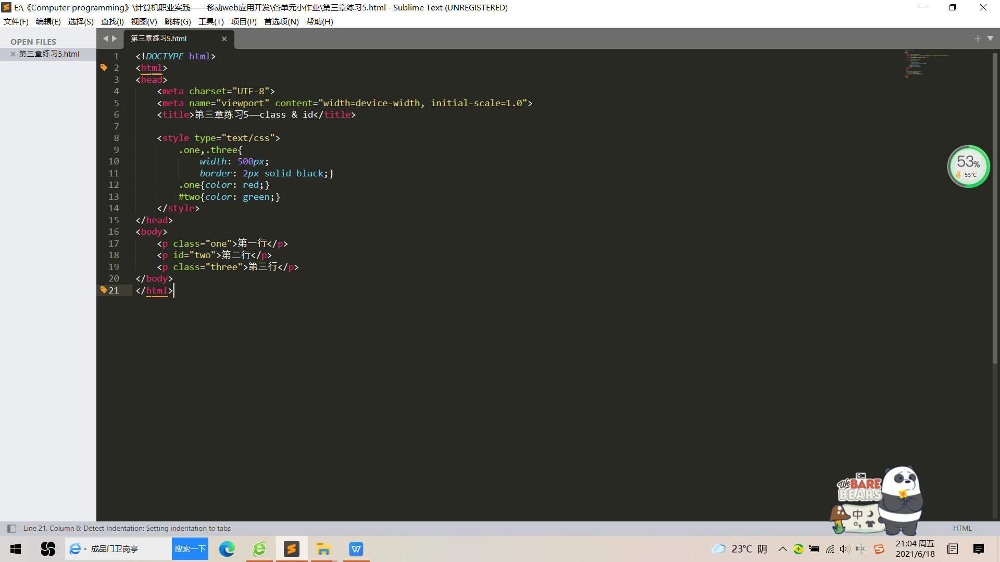 E:\《Computer programming》\计算机职业实践——移动web应用开发\各单元小作业\第三章练习5.html - Sublime Text (UNREGISTERED)
文件(F) 编辑(E) 选择(S) 查找(I) 视图(V) 跳转(G) 工具(T) 项目(P) 首选项(N) 帮助(H)
OPEN FILES
第三章练习5.html
第三章练习5.html
1 <!DOCTYPE html>
2 <html>
3 <head>
4 <meta charset="UTF-8">
5 <meta name="viewport" content="width=device-width, initial-scale=1.0">
6 <title>第三章练习5——class & id</title>
7
8 <style type="text/css">
9 .one,.three{
10 width: 500px;
11 border: 2px solid black;}
12 .one{color: red;}
13 #two{color: green;}
14 </style>
15 </head>
16 <body>
17 <p class="one">第一行</p>
18 <p id="two">第二行</p>
19 <p class="three">第三行</p>
20 </body>
21 </html>
53%
53°C
CN
We BARE
BEARS
中
Line 21, Column 8; Detect Indentation: Setting indentation to tabs
HTML
成品门卫岗亭
搜索一下
23°C 阴
中
21:04 周五
2021/6/18